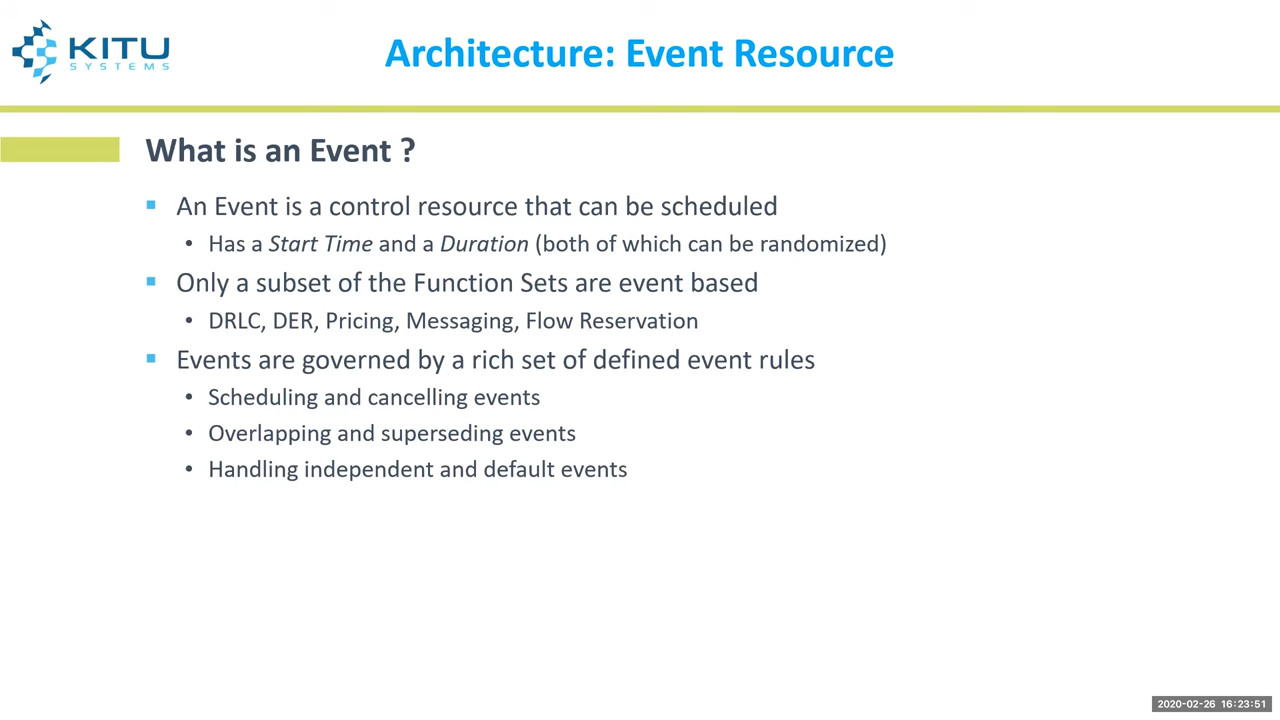 KITU
SYSTEMS
Architecture: Event Resource
What is an Event ?
▪ An Event is a control resource that can be scheduled
• Has a Start Time and a Duration (both of which can be randomized)
▪ Only a subset of the Function Sets are event based
• DRLC, DER, Pricing, Messaging, Flow Reservation
▪ Events are governed by a rich set of defined event rules
• Scheduling and cancelling events
• Overlapping and superseding events
• Handling independent and default events
2020-02-26 16:23:51